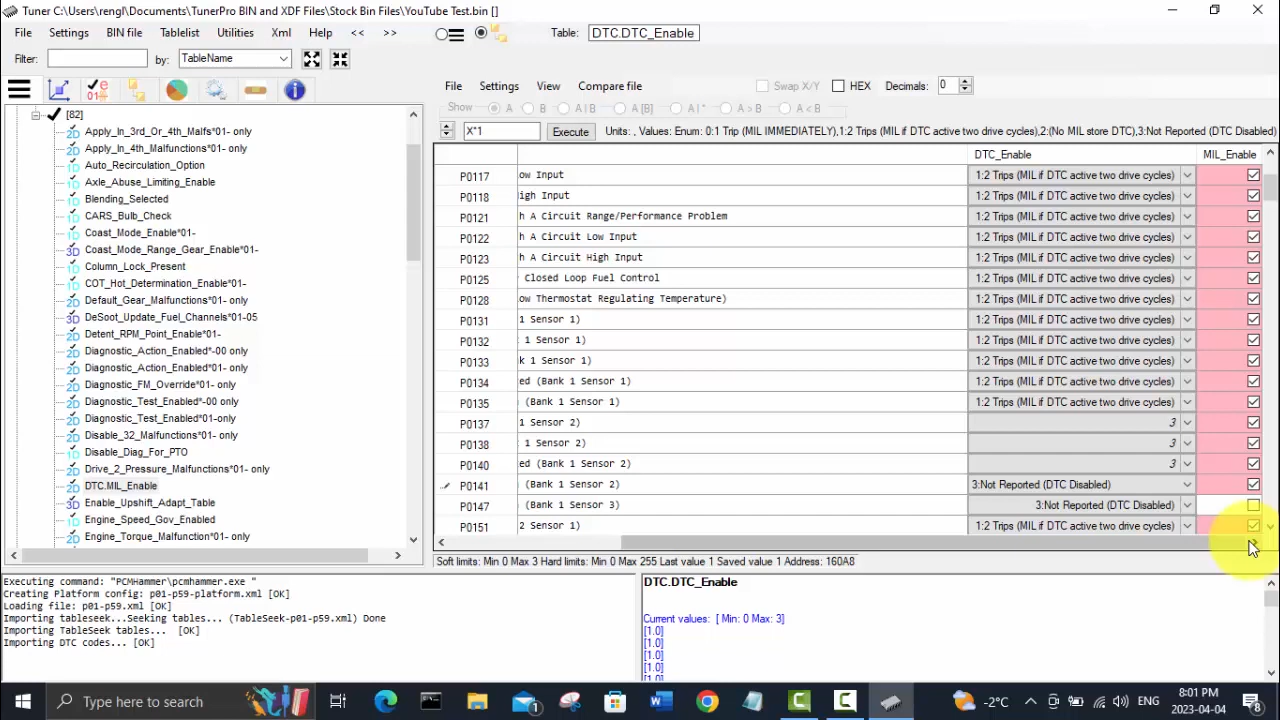 Tuner C:\Users\rengl\Documents\TunerPro BIN and XDF Files\Stock Bin Files\YouTube Test.bin []
File Settings BIN file Tablelist Utilities Xml Help << >> Table: DTC.DTC_Enable
Filter: by: TableName
File Settings View Compare file Swap X/Y HEX Decimals: 0
Show A B A | B A [B] A | * A > B A < B
X*1 Execute Units: , Values: Enum: 0:1 Trip (MIL IMMEDIATELY),1:2 Trips (MIL if DTC active two drive cycles),2:(No MIL store DTC),3:Not Reported (DTC Disabled)
[82]
Apply_In_3rd_Or_4th_Malfs*01- only
Apply_In_4th_Malfunctions*01- only
Auto_Recirculation_Option
Axle_Abuse_Limiting_Enable
Blending_Selected
CARS_Bulb_Check
Coast_Mode_Enable*01-
Coast_Mode_Range_Gear_Enable*01-
Column_Lock_Present
COT_Hot_Determination_Enable*01-
Default_Gear_Malfunctions*01- only
DeSoot_Update_Fuel_Channels*01-05
Detent_RPM_Point_Enable*01-
Diagnostic_Action_Enabled*-00 only
Diagnostic_Action_Enabled*01- only
Diagnostic_FM_Override*01- only
Diagnostic_Test_Enabled*-00 only
Diagnostic_Test_Enabled*01-only
Disable_32_Malfunctions*01- only
Disable_Diag_For_PTO
Drive_2_Pressure_Malfunctions*01- only
DTC.MIL_Enable
Enable_Upshift_Adapt_Table
Engine_Speed_Gov_Enabled
Engine_Torque_Malfunction*01- only
DTC_Enable MIL_Enable
P0117 ow Input 1:2 Trips (MIL if DTC active two drive cycles)
P0118 igh Input 1:2 Trips (MIL if DTC active two drive cycles)
P0121 h A Circuit Range/Performance Problem 1:2 Trips (MIL if DTC active two drive cycles)
P0122 h A Circuit Low Input 1:2 Trips (MIL if DTC active two drive cycles)
P0123 h A Circuit High Input 1:2 Trips (MIL if DTC active two drive cycles)
P0125 Closed Loop Fuel Control 1:2 Trips (MIL if DTC active two drive cycles)
P0128 ow Thermostat Regulating Temperature) 1:2 Trips (MIL if DTC active two drive cycles)
P0131 1 Sensor 1) 1:2 Trips (MIL if DTC active two drive cycles)
P0132 1 Sensor 1) 1:2 Trips (MIL if DTC active two drive cycles)
P0133 k 1 Sensor 1) 1:2 Trips (MIL if DTC active two drive cycles)
P0134 ed (Bank 1 Sensor 1) 1:2 Trips (MIL if DTC active two drive cycles)
P0135 (Bank 1 Sensor 1) 1:2 Trips (MIL if DTC active two drive cycles)
P0137 1 Sensor 2) 3
P0138 1 Sensor 2) 3
P0140 ed (Bank 1 Sensor 2) 3
P0141 (Bank 1 Sensor 2) 3:Not Reported (DTC Disabled)
P0147 (Bank 1 Sensor 3) 3:Not Reported (DTC Disabled)
P0151 2 Sensor 1) 1:2 Trips (MIL if DTC active two drive cycles)
Soft limits: Min 0 Max 3 Hard limits: Min 0 Max 255 Last value 1 Saved value 1 Address: 160A8
Executing command: "PCMHammer\pcmhammer.exe "
Creating Platform config: p01-p59-platform.xml [OK]
Loading file: p01-p59.xml [OK]
Importing tableseek...Seeking tables... (TableSeek-p01-p59.xml) Done
Importing TableSeek tables... [OK]
Importing DTC codes... [OK]
DTC.DTC_Enable
Current values: [ Min: 0 Max: 3]
[1.0]
[1.0]
[1.0]
[1.0]
[1.0]
Type here to search
-2°C
8:01 PM
2023-04-04